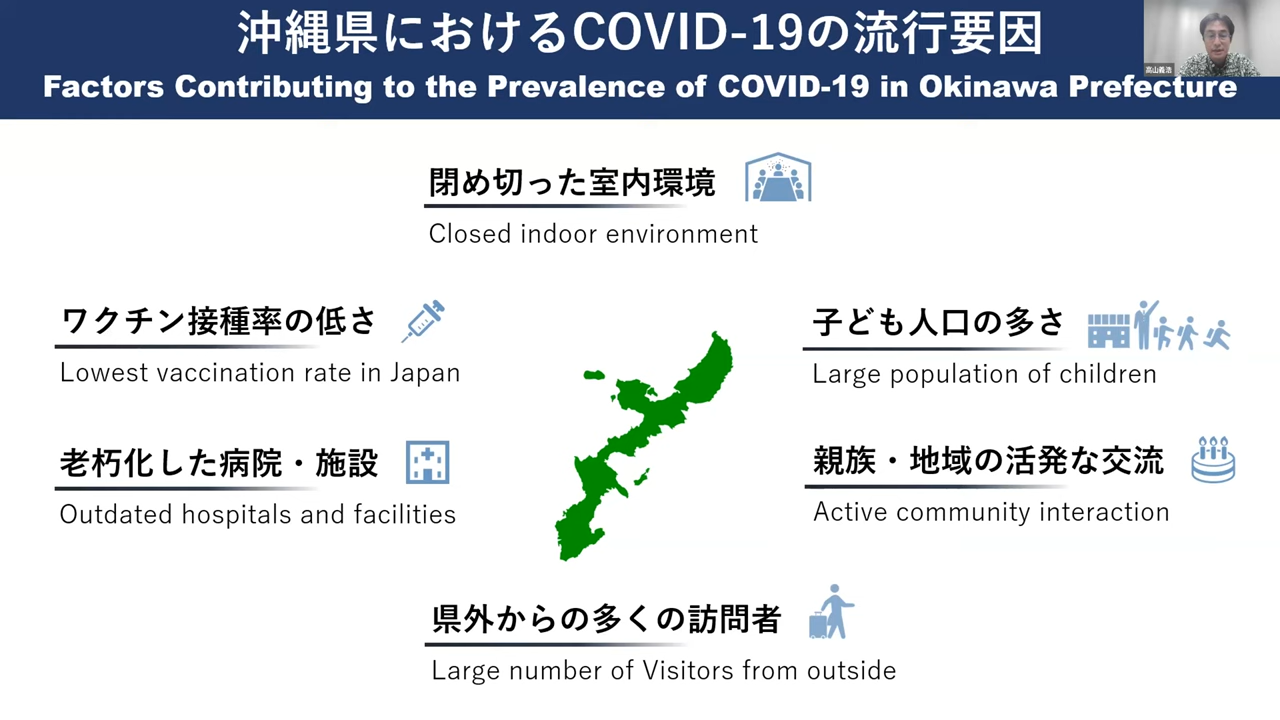 沖縄県におけるCOVID-19の流行要因
Factors Contributing to the Prevalence of COVID-19 in Okinawa Prefecture
高山義浩
閉め切った室内環境
Closed indoor environment
ワクチン接種率の低さ
Lowest vaccination rate in Japan
子ども人口の多さ
Large population of children
老朽化した病院・施設
Outdated hospitals and facilities
親族・地域の活発な交流
Active community interaction
県外からの多くの訪問者
Large number of Visitors from outside